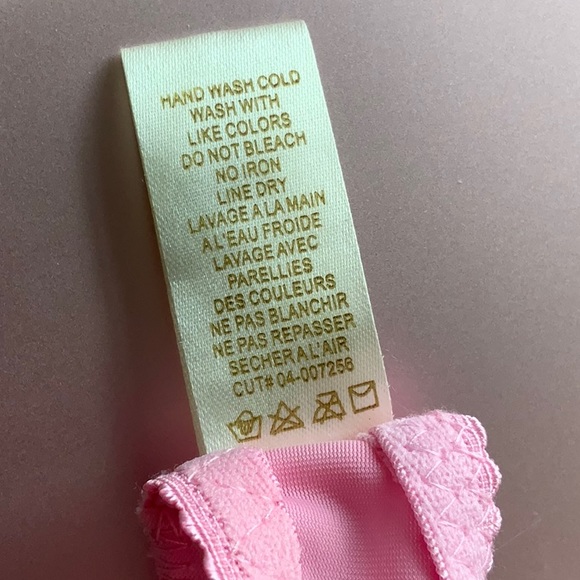 HAND WASH COLD
WASH WITH
LIKE COLORS
DO NOT BLEACH
NO IRON
LINE DRY
LAVAGE A LA MAIN
A L'EAU FROIDE
LAVAGE AVEC
PARELLIES
DES COULEURS
NE PAS BLANCHIR
NE PAS REPASSER
SECHER A L'AIR
CUT# 04-007256